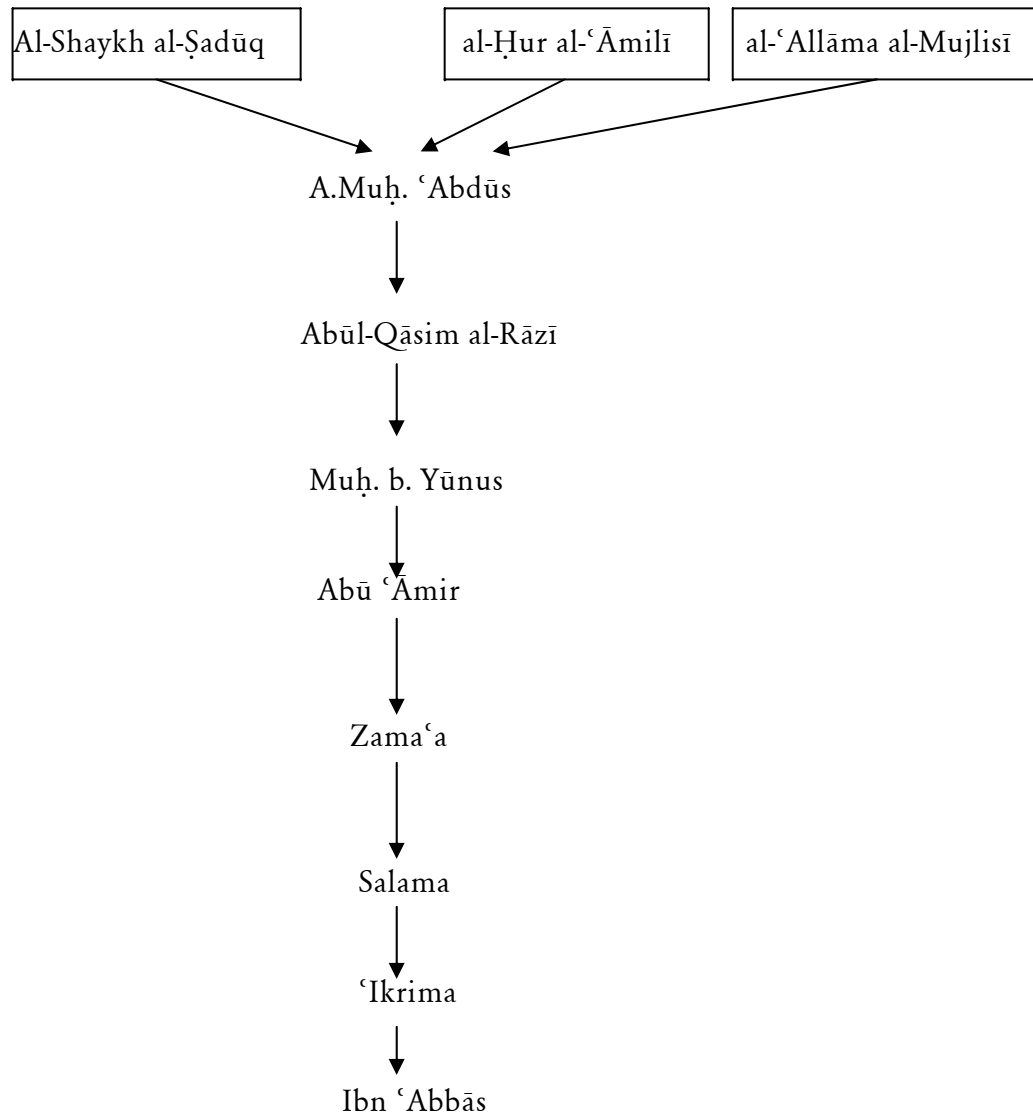 Al-Shaykh al-Ṣadūq
al-Ḥur al-ʿĀmilī
al-ʿAllāma al-Mujlisī
A.Muḥ. ʿAbdūs
Abūl-Qāsim al-Rāzī
Muḥ. b. Yūnus
Abū ʿĀmir
Zamaʿa
Salama
ʿIkrima
Ibn ʿAbbās